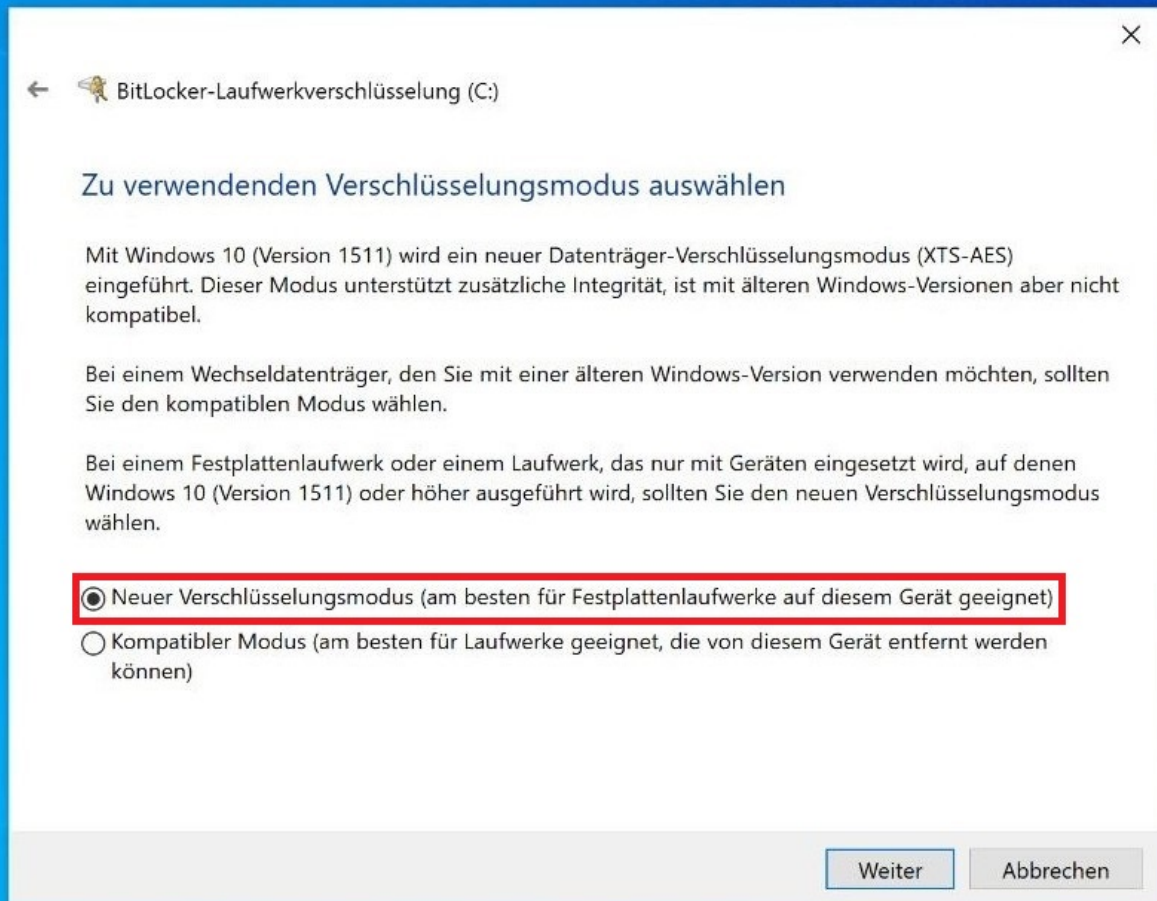 BitLocker-Laufwerkverschlüsselung (C:)
Zu verwendenden Verschlüsselungsmodus auswählen
Mit Windows 10 (Version 1511) wird ein neuer Datenträger-Verschlüsselungsmodus (XTS-AES)
eingeführt. Dieser Modus unterstützt zusätzliche Integrität, ist mit älteren Windows-Versionen aber nicht
kompatibel.
Bei einem Wechseldatenträger, den Sie mit einer älteren Windows-Version verwenden möchten, sollten
Sie den kompatiblen Modus wählen.
Bei einem Festplattenlaufwerk oder einem Laufwerk, das nur mit Geräten eingesetzt wird, auf denen
Windows 10 (Version 1511) oder höher ausgeführt wird, sollten Sie den neuen Verschlüsselungsmodus
wählen.
Neuer Verschlüsselungsmodus (am besten für Festplattenlaufwerke auf diesem Gerät geeignet)
Kompatibler Modus (am besten für Laufwerke geeignet, die von diesem Gerät entfernt werden
können)
Weiter
Abbrechen